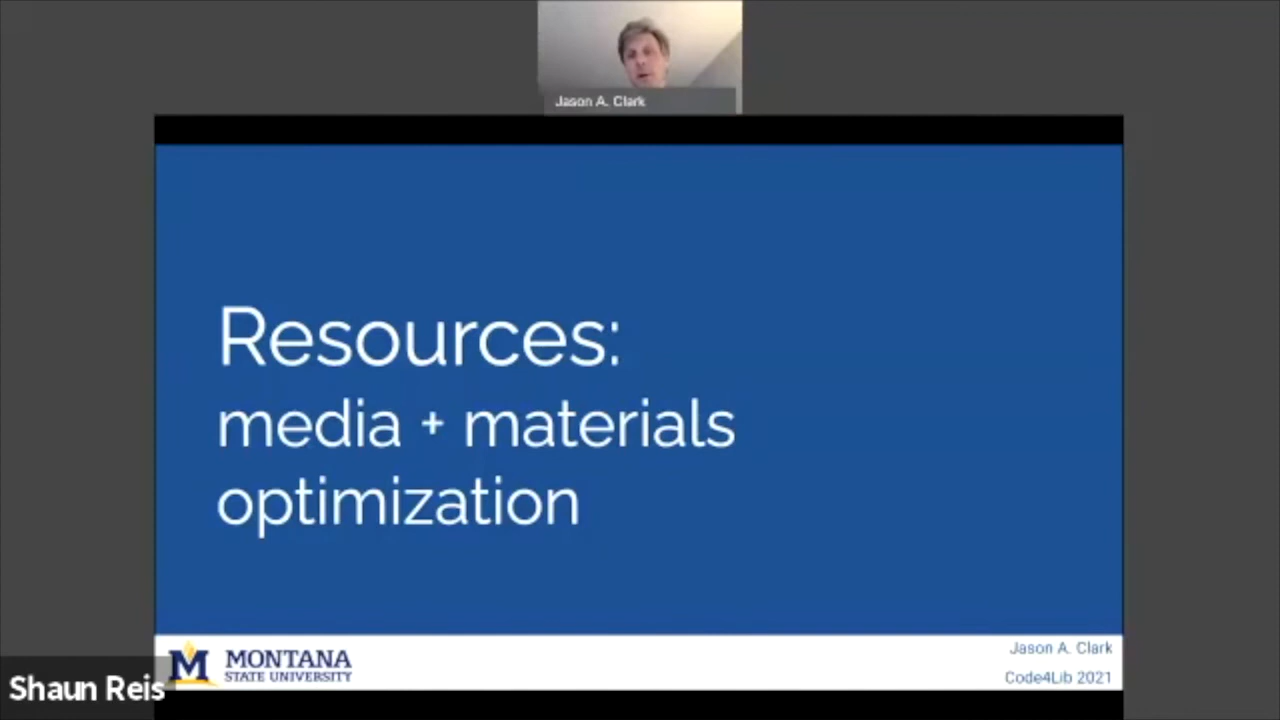 Jason A. Clark
Resources:
media + materials
optimization
M MONTANA
STATE UNIVERSITY
Jason A. Clark
Code4Lib 2021
Shaun Reis